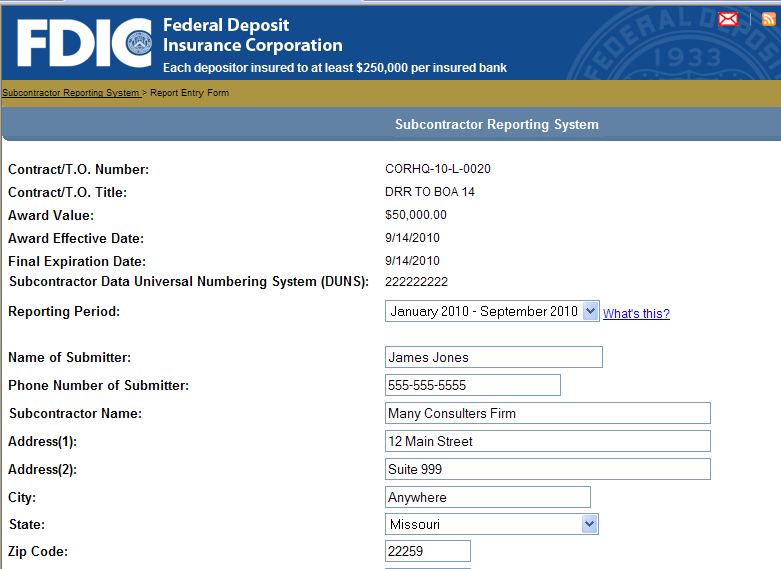 FDIC
Federal Deposit
Insurance Corporation
Each depositor insured to at least $250,000 per insured bank
FEDERAL DEPOSIT
1933
Subcontractor Reporting System > Report Entry Form
Subcontractor Reporting System
Contract/T.O. Number: CORHQ-10-L-0020
Contract/T.O. Title: DRR TO BOA 14
Award Value: $50,000.00
Award Effective Date: 9/14/2010
Final Expiration Date: 9/14/2010
Subcontractor Data Universal Numbering System (DUNS): 222222222
Reporting Period: January 2010 - September 2010 What's this?
Name of Submitter: James Jones
Phone Number of Submitter: 555-555-5555
Subcontractor Name: Many Consulters Firm
Address(1): 12 Main Street
Address(2): Suite 999
City: Anywhere
State: Missouri
Zip Code: 22259